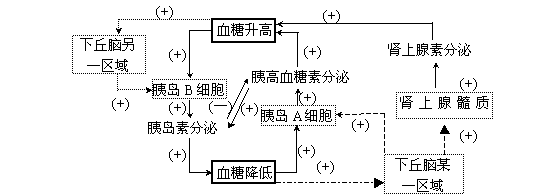 (+) 血糖升高 (+)
下丘脑另
一区域
(+) (+)
肾上腺素分泌
胰高血糖素分泌
(+) 胰岛 B 细胞 (—) (+) (+)
(+) 胰岛 A 细胞 肾上腺髓质
胰岛素分泌 (+)
(+) (+) (+)
血糖降低 下丘脑某
(+) 一区域